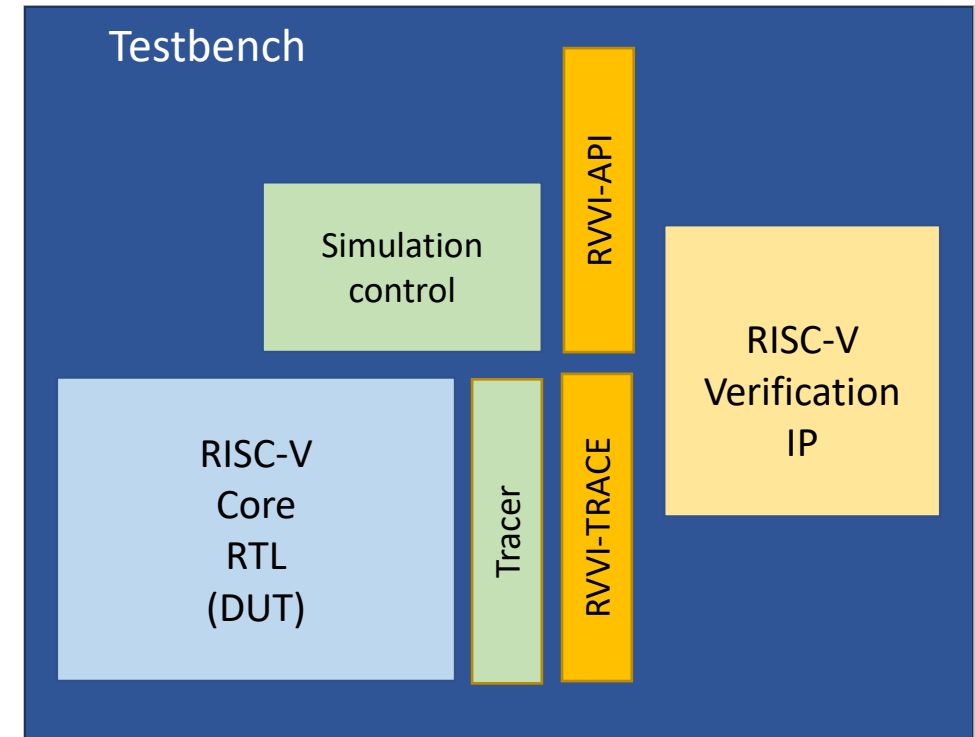 Testbench
RVVI-API
Simulation
control
RISC-V
Verification
IP
RISC-V
Core
RTL
(DUT)
Tracer
RVVI-TRACE